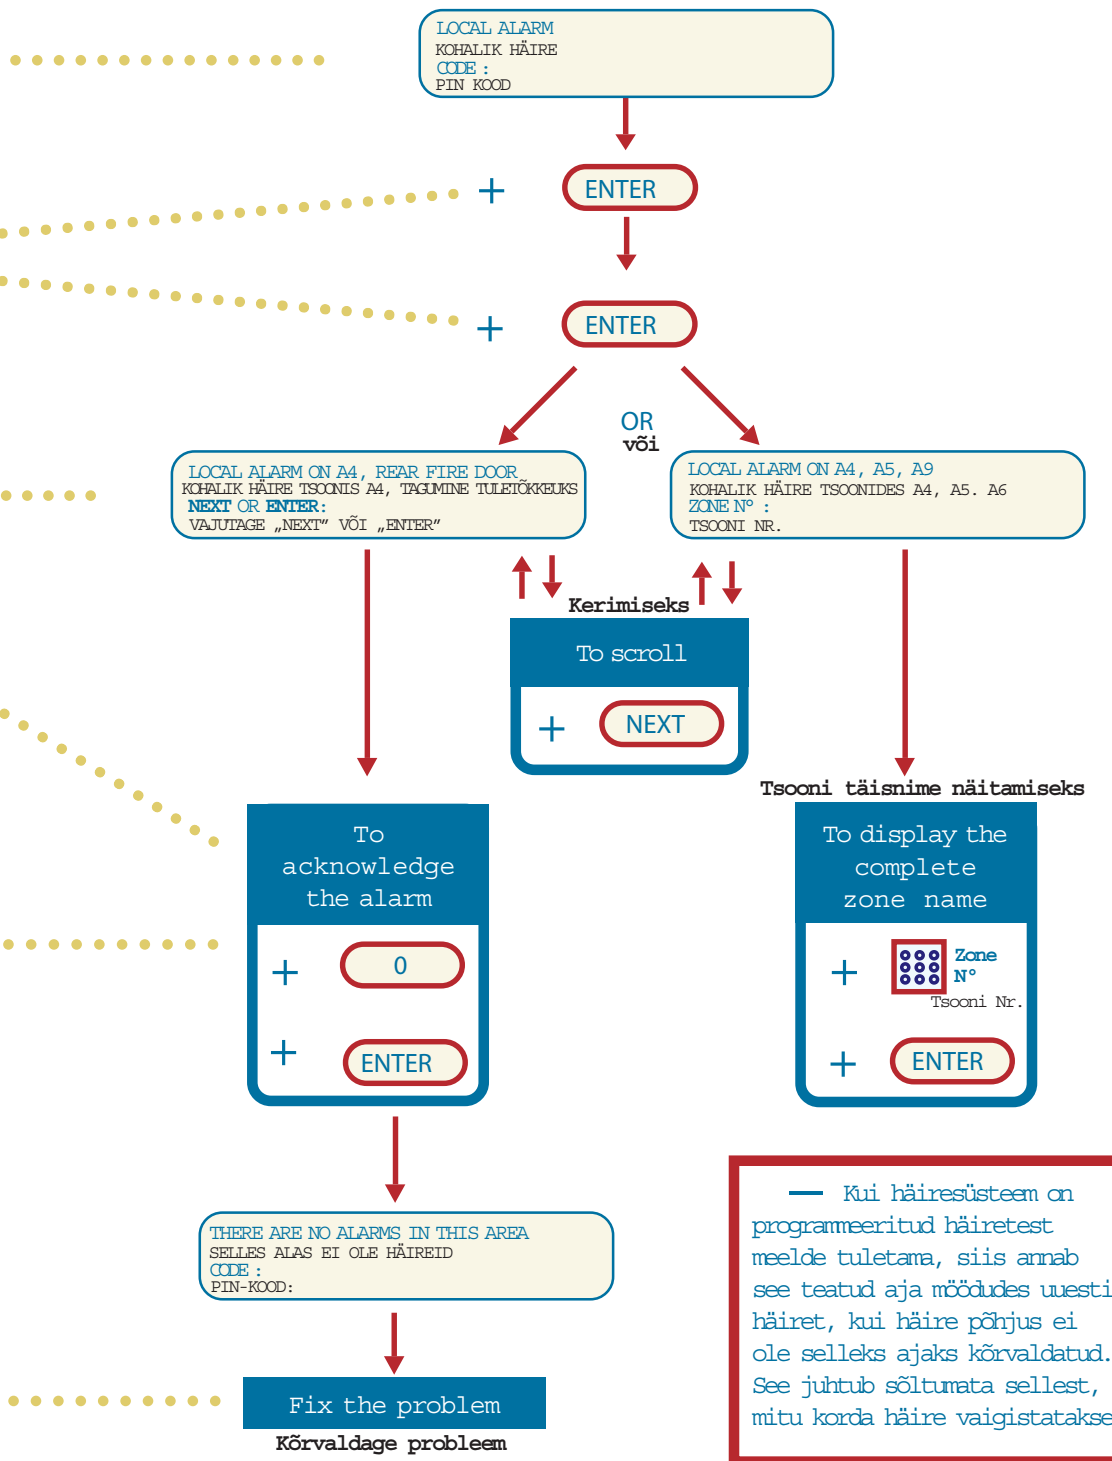 LOCAL ALARM
KOHALIK HÄIRE
CODE :
PIN KOOD
+ ENTER
+ ENTER
OR
või
LOCAL ALARM ON A4, REAR FIRE DOOR
KOHALIK HÄIRE TSOONIS A4, TAGUMINE TULETÕKKEUKS
NEXT OR ENTER:
VAJUTAGE „NEXT” VÕI „ENTER”
LOCAL ALARM ON A4, A5, A9
KOHALIK HÄIRE TSOONIDES A4, A5. A6
ZONE N° :
TSOONI NR.
Kerimiseks
To scroll
+ NEXT
To
acknowledge
the alarm
+ 0
+ ENTER
Tsooni täisnime näitamiseks
To display the
complete
zone name
+ Zone
N°
Tsooni Nr.
+ ENTER
THERE ARE NO ALARMS IN THIS AREA
SELLES ALAS EI OLE HÄIREID
CODE :
PIN-KOOD:
Fix the problem
Kõrvaldage probleem
— Kui häiresüsteem on
programmeeritud häiretest
meelde tuletama, siis annab
see teatud aja möödudes uuesti
häiret, kui häire põhjus ei
ole selleks ajaks kõrvaldatud.
See juhtub sõltumata sellest,
mitu korda häire vaigistatakse